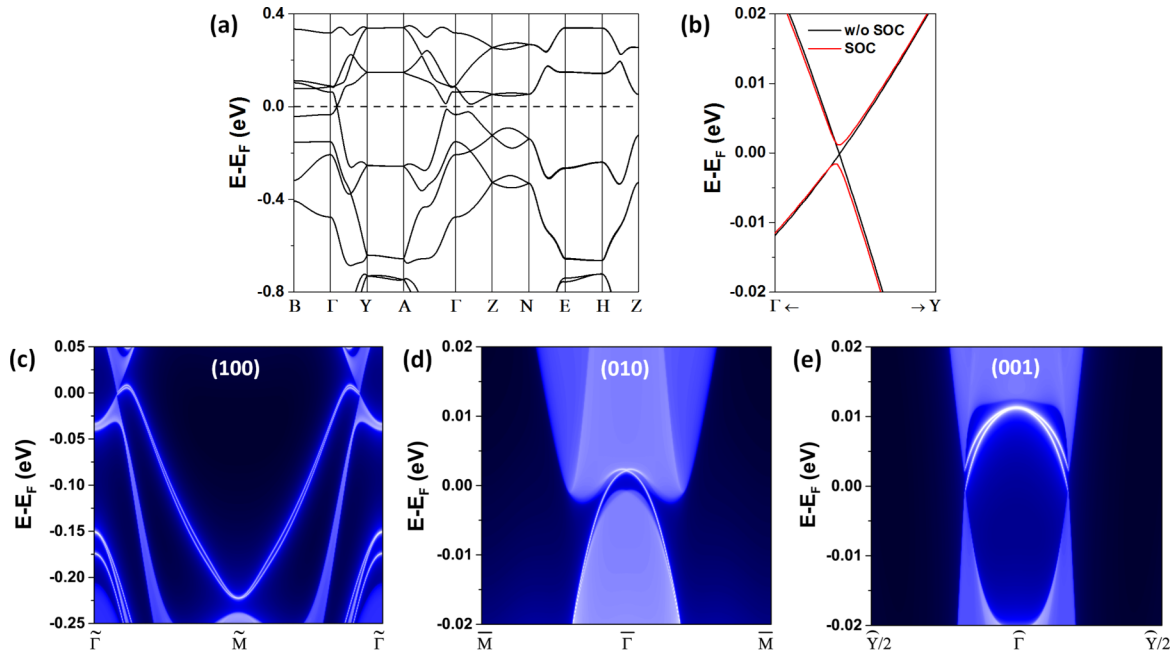 (a)
E-E_F (eV)
0.4
0.0
-0.4
-0.8
B Γ Y A Γ Z N E H Z
(b)
E-E_F (eV)
0.02
0.01
0.00
-0.01
-0.02
w/o SOC
SOC
Γ ← → Y
(c)
E-E_F (eV)
0.05
0.00
-0.05
-0.10
-0.15
-0.20
-0.25
(100)
Γ̃ M̃ Γ̃
(d)
E-E_F (eV)
0.02
0.01
0.00
-0.01
-0.02
(010)
M̅ Γ̅ M̅
(e)
E-E_F (eV)
0.02
0.01
0.00
-0.01
-0.02
(001)
Y̑/2 Γ̑ Y̑/2